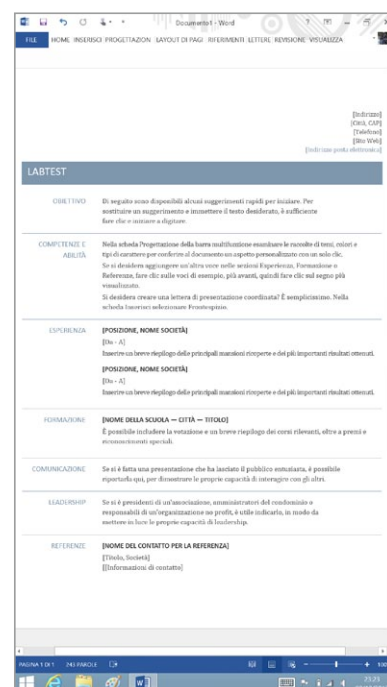 Documento1 - Word
FILE HOME INSERISCI PROGETTAZION LAYOUT DI PAGI RIFERIMENTI LETTERE REVISIONE VISUALIZZA
[Indirizzo]
[Città, CAP]
[Telefono]
[Sito Web]
[Indirizzo posta elettronica]
LABTEST
OBIETTIVO Di seguito sono disponibili alcuni suggerimenti rapidi per iniziare. Per
sostituire un suggerimento e immettere il testo desiderato, è sufficiente
fare clic e iniziare a digitare.
COMPETENZE E ABILITÀ Nella scheda Progettazione della barra multifunzione esaminare le raccolte di temi, colori e
tipi di carattere per conferire al documento un aspetto personalizzato con un solo clic.
Se si desidera aggiungere un'altra voce nelle sezioni Esperienza, Formazione o
Referenze, fare clic sulle voci di esempio, più avanti, quindi fare clic sul segno più
visualizzato.
Si desidera creare una lettera di presentazione coordinata? È semplicissimo. Nella
scheda Inserisci selezionare Frontespizio.
ESPERIENZA [POSIZIONE, NOME SOCIETÀ]
[Da - A]
Inserire un breve riepilogo delle principali mansioni ricoperte e dei più importanti risultati ottenuti.
[POSIZIONE, NOME SOCIETÀ]
[Da - A]
Inserire un breve riepilogo delle principali mansioni ricoperte e dei più importanti risultati ottenuti.
FORMAZIONE [NOME DELLA SCUOLA — CITTÀ — TITOLO]
È possibile includere la votazione e un breve riepilogo dei corsi rilevanti, oltre a premi e
riconoscimenti speciali.
COMUNICAZIONE Se si è fatta una presentazione che ha lasciato il pubblico entusiasta, è possibile
riportarla qui, per dimostrare le proprie capacità di interagire con gli altri.
LEADERSHIP Se si è presidenti di un'associazione, amministratori del condominio o
responsabili di un'organizzazione no profit, è utile indicarlo, in modo da
mettere in luce le proprie capacità di leadership.
REFERENZE [NOME DEL CONTATTO PER LA REFERENZA]
[Titolo, Società]
[Informazioni di contatto]
PAGINA 1 DI 1 243 PAROLE 100
23:23